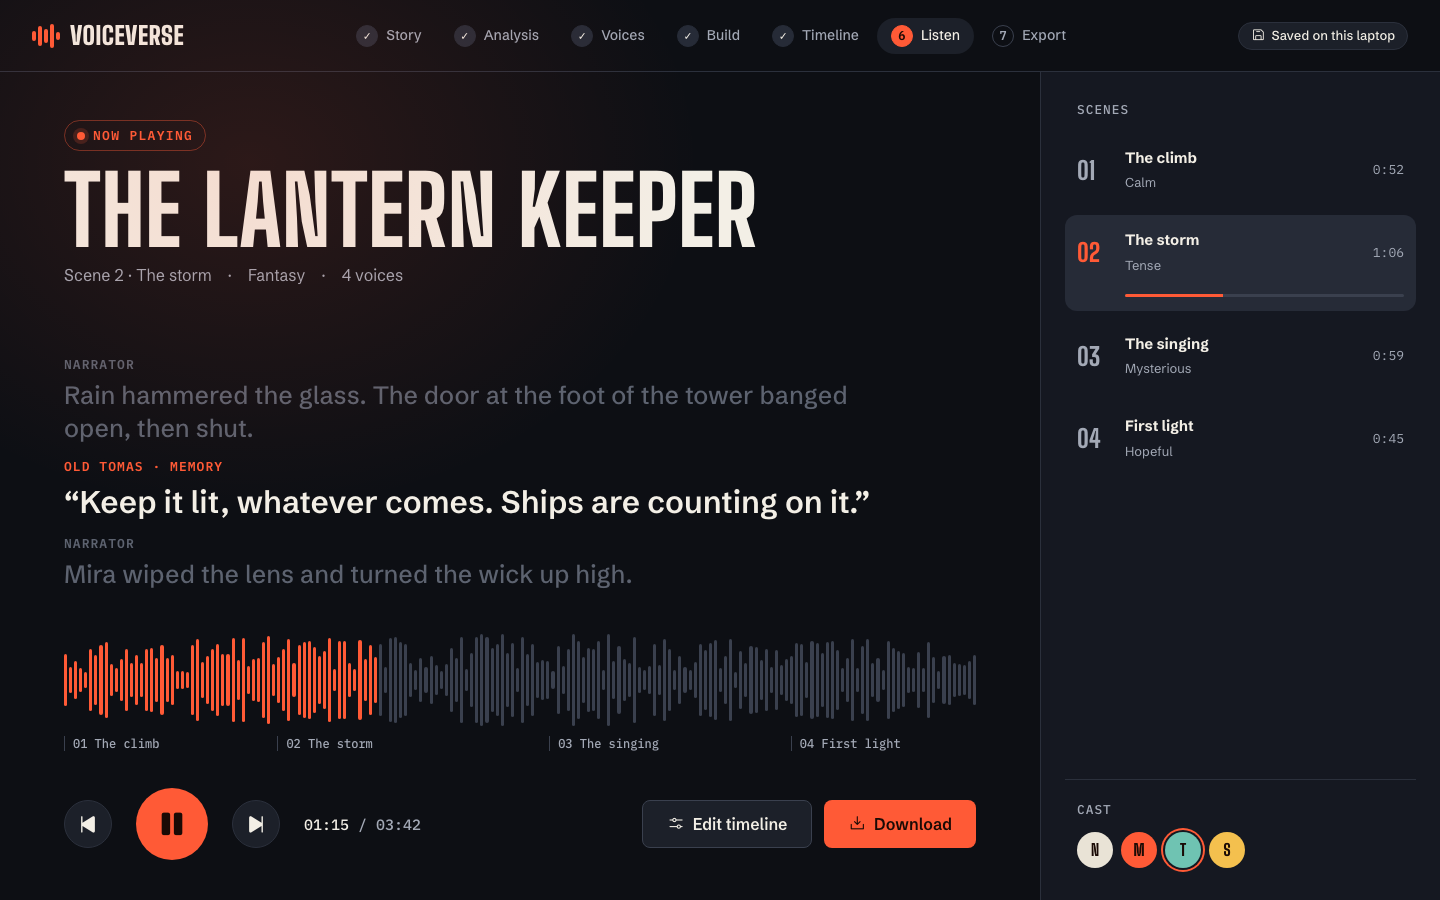 VOICEVERSE
✓ Story
✓ Analysis
✓ Voices
✓ Build
✓ Timeline
6 Listen
7 Export
Saved on this laptop
NOW PLAYING
THE LANTERN KEEPER
Scene 2 · The storm · Fantasy · 4 voices
NARRATOR
Rain hammered the glass. The door at the foot of the tower banged
open, then shut.
OLD TOMAS · MEMORY
“Keep it lit, whatever comes. Ships are counting on it.”
NARRATOR
Mira wiped the lens and turned the wick up high.
01 The climb
02 The storm
03 The singing
04 First light
01:15 / 03:42
Edit timeline
Download
SCENES
01 The climb 0:52
Calm
02 The storm 1:06
Tense
03 The singing 0:59
Mysterious
04 First light 0:45
Hopeful
CAST
N M T S